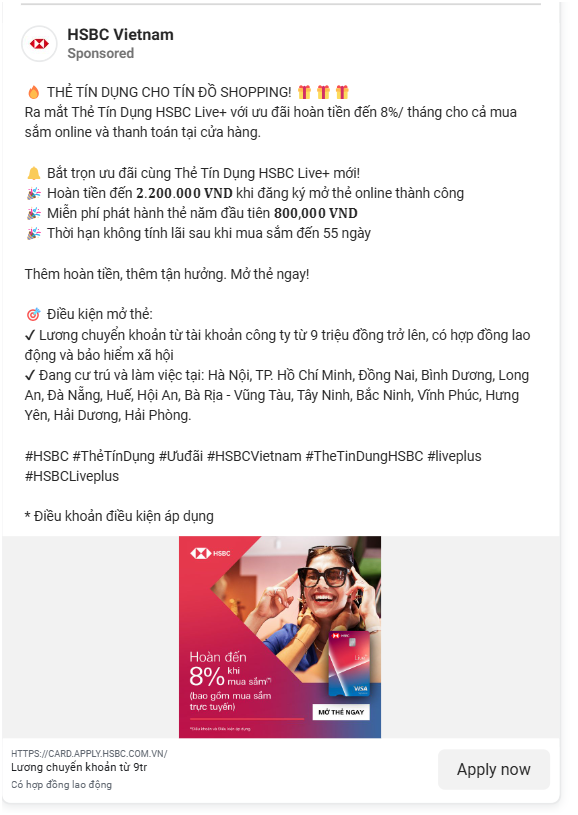 HSBC Vietnam
Sponsored
🔥 THẺ TÍN DỤNG CHO TÍN ĐỒ SHOPPING! 🎁 🎁 🎁
Ra mắt Thẻ Tín Dụng HSBC Live+ với ưu đãi hoàn tiền đến 8%/ tháng cho cả mua
sắm online và thanh toán tại cửa hàng.
🔔 Bắt trọn ưu đãi cùng Thẻ Tín Dụng HSBC Live+ mới!
🎉 Hoàn tiền đến 2.200.000 VND khi đăng ký mở thẻ online thành công
🎉 Miễn phí phát hành thẻ năm đầu tiên 800,000 VND
🎉 Thời hạn không tính lãi sau khi mua sắm đến 55 ngày
Thêm hoàn tiền, thêm tận hưởng. Mở thẻ ngay!
🎯 Điều kiện mở thẻ:
✔ Lương chuyển khoản từ tài khoản công ty từ 9 triệu đồng trở lên, có hợp đồng lao
động và bảo hiểm xã hội
✔ Đang cư trú và làm việc tại: Hà Nội, TP. Hồ Chí Minh, Đồng Nai, Bình Dương, Long
An, Đà Nẵng, Huế, Hội An, Bà Rịa - Vũng Tàu, Tây Ninh, Bắc Ninh, Vĩnh Phúc, Hưng
Yên, Hải Dương, Hải Phòng.
#HSBC #ThẻTínDụng #Ưuđãi #HSBCVietnam #TheTinDungHSBC #liveplus
#HSBCLiveplus
* Điều khoản điều kiện áp dụng
HSBC
Hoàn đến
8% khi
mua sắm(*)
(bao gồm mua sắm
trực tuyến)
HSBC
VISA
MỞ THẺ NGAY
*Điều khoản và Điều kiện áp dụng
HTTPS://CARD.APPLY.HSBC.COM.VN/
Lương chuyển khoản từ 9tr
Có hợp đồng lao động
Apply now